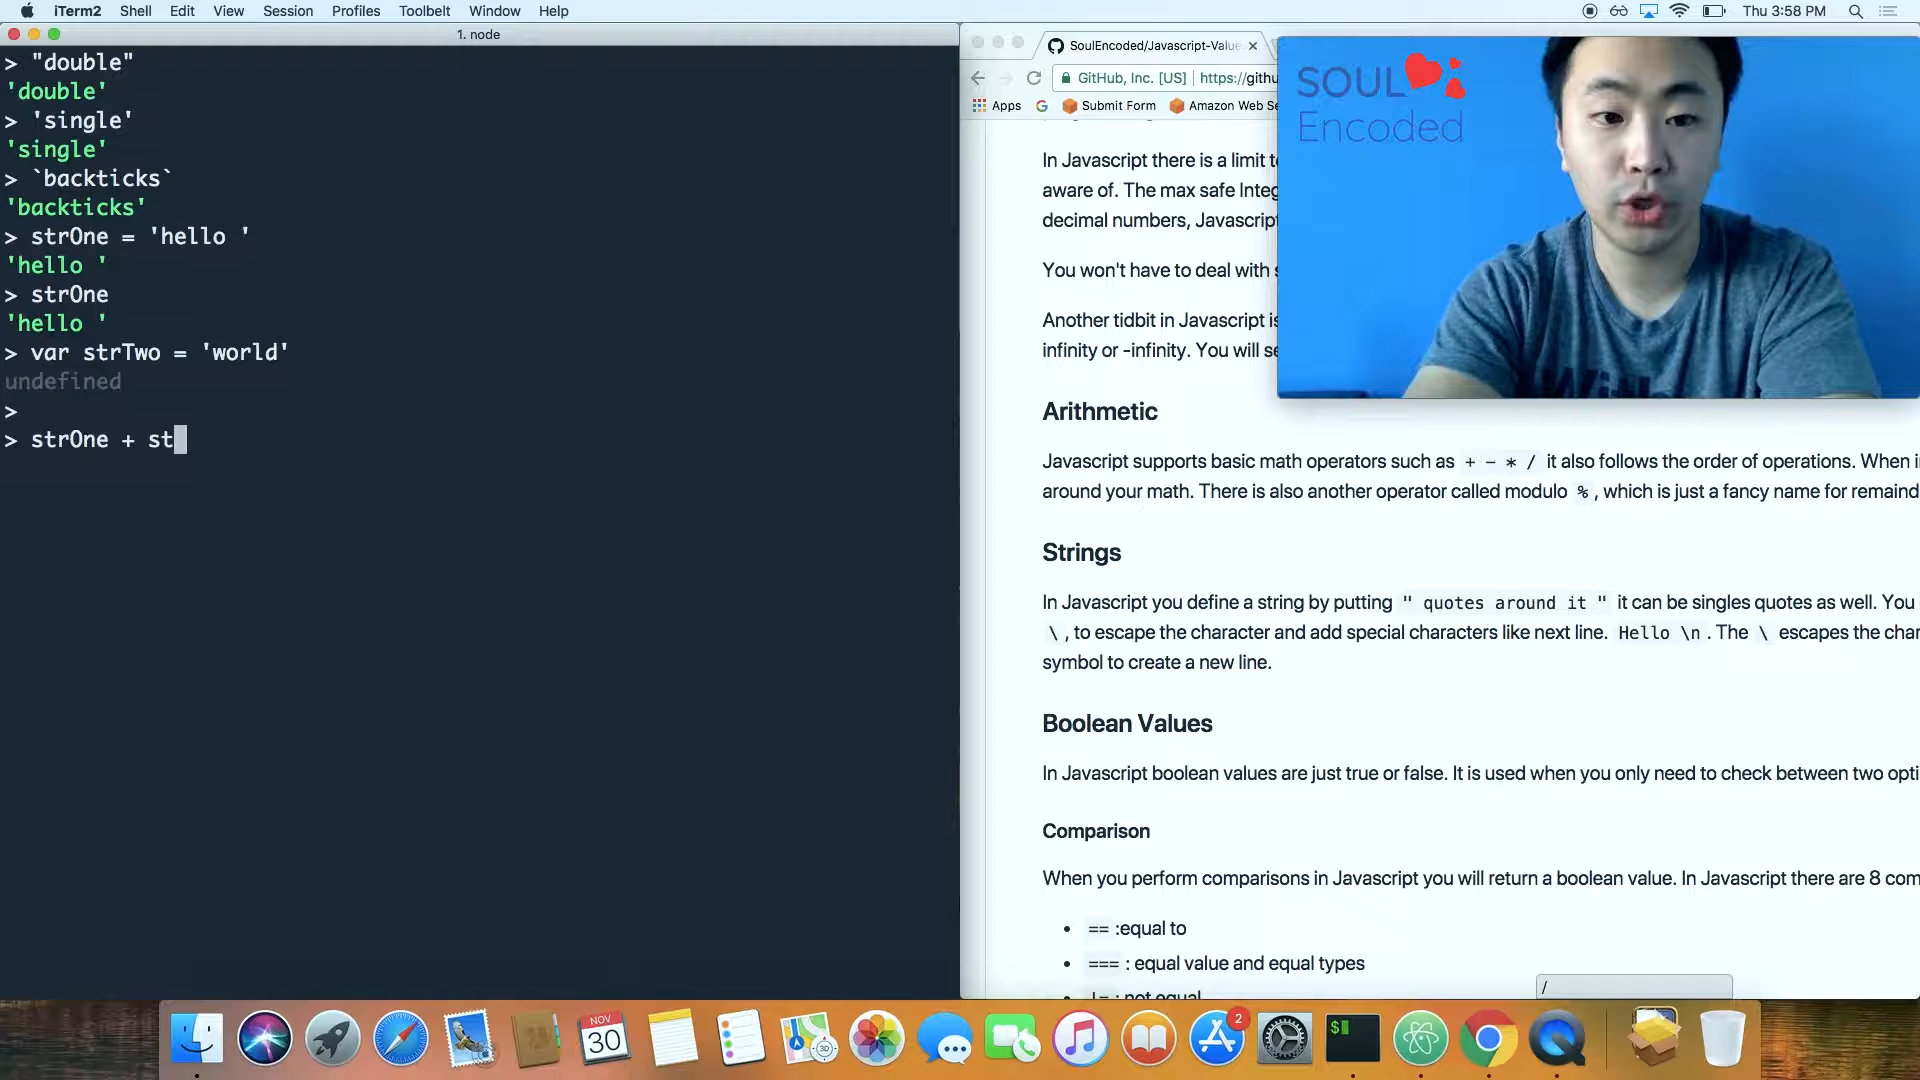 iTerm2 Shell Edit View Session Profiles Toolbelt Window Help
Thu 3:58 PM
1. node
> "double"
'double'
> 'single'
'single'
> `backticks`
'backticks'
> strOne = 'hello '
'hello '
> strOne
'hello '
> var strTwo = 'world'
undefined
>
> strOne + st
SoulEncoded/Javascript-Value
GitHub, Inc. [US] https://githu
Apps G Submit Form Amazon Web Se
In Javascript there is a limit t
aware of. The max safe Integ
decimal numbers, Javascript
You won't have to deal with s
Another tidbit in Javascript is
infinity or -infinity. You will se
SOUL
Encoded
Arithmetic
Javascript supports basic math operators such as + - * / it also follows the order of operations. When i
around your math. There is also another operator called modulo % , which is just a fancy name for remaind
Strings
In Javascript you define a string by putting " quotes around it " it can be singles quotes as well. You
\ , to escape the character and add special characters like next line. Hello \n . The \ escapes the char
symbol to create a new line.
Boolean Values
In Javascript boolean values are just true or false. It is used when you only need to check between two opti
Comparison
When you perform comparisons in Javascript you will return a boolean value. In Javascript there are 8 com
== :equal to
=== : equal value and equal types
!= : not equal
/
NOV
30
30
2
$